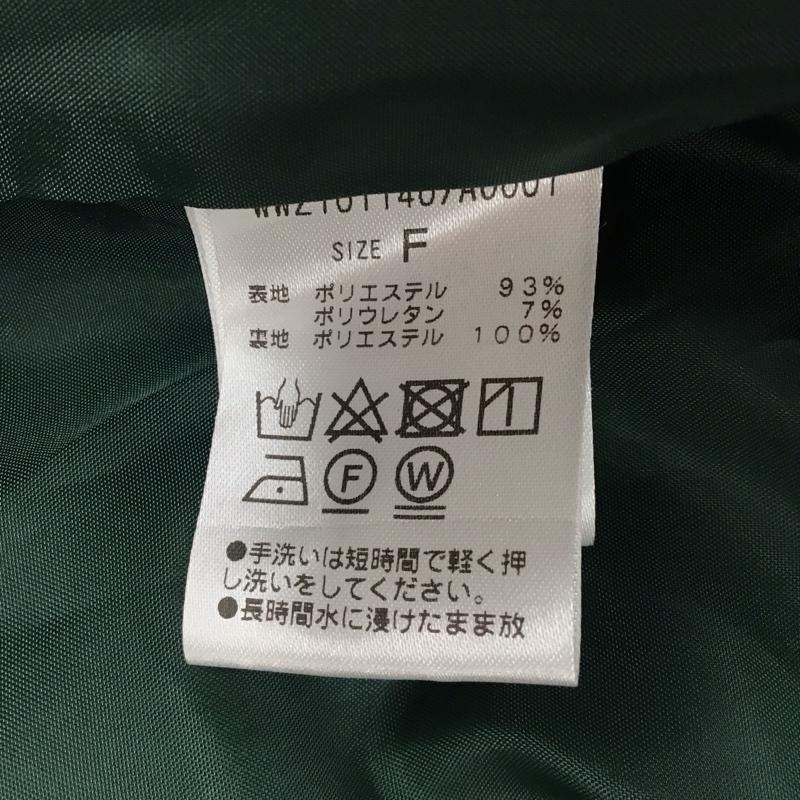 SIZE F
表地 ポリエステル 93%
ポリウレタン 7%
裏地 ポリエステル 100%
F W
●手洗いは短時間で軽く押
し洗いをしてください。
●長時間水に浸けたまま放